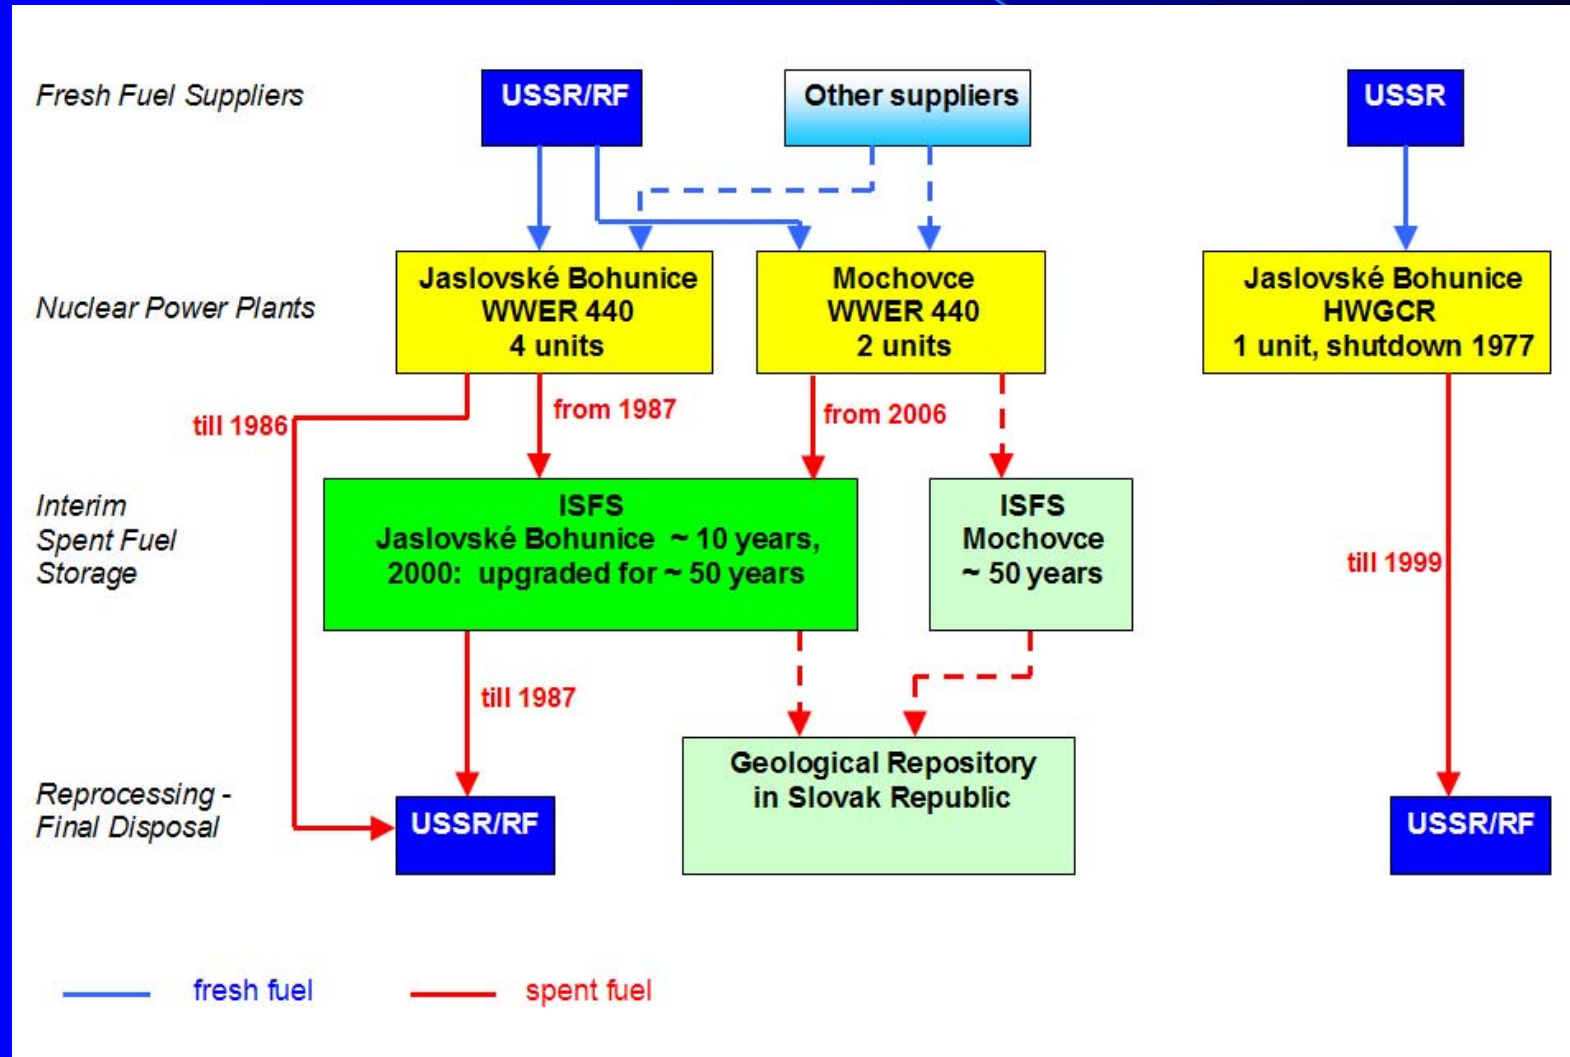 Fresh Fuel Suppliers
USSR/RF
Other suppliers
USSR
Nuclear Power Plants
Jaslovské Bohunice
WWER 440
4 units
Mochovce
WWER 440
2 units
Jaslovské Bohunice
HWGCR
1 unit, shutdown 1977
till 1986
from 1987
from 2006
Interim
Spent Fuel
Storage
ISFS
Jaslovské Bohunice ~ 10 years,
2000: upgraded for ~ 50 years
ISFS
Mochovce
~ 50 years
till 1999
till 1987
Reprocessing -
Final Disposal
USSR/RF
Geological Repository
in Slovak Republic
USSR/RF
fresh fuel
spent fuel